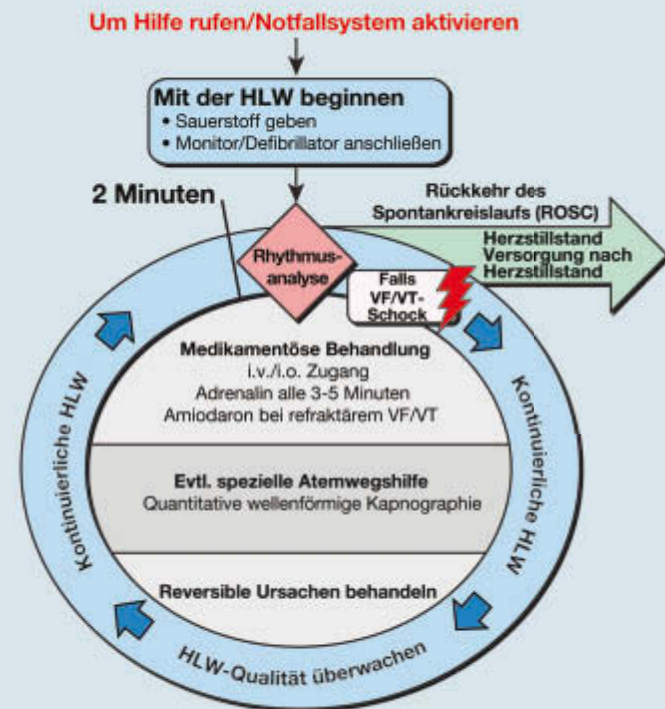 Um Hilfe rufen/Notfallsystem aktivieren
Mit der HLW beginnen
• Sauerstoff geben
• Monitor/Defibrillator anschließen
2 Minuten
Rückkehr des
Spontankreislaufs (ROSC)
Herzstillstand
Versorgung nach
Herzstillstand
Rhythmus-
analyse
Falls
VF/VT-
Schock
Medikamentöse Behandlung
i.v./i.o. Zugang
Adrenalin alle 3-5 Minuten
Amiodaron bei refraktärem VF/VT
Evtl. spezielle Atemwegshilfe
Quantitative wellenförmige Kapnographie
Reversible Ursachen behandeln
Kontinuierliche HLW
Kontinuierliche HLW
HLW-Qualität überwachen